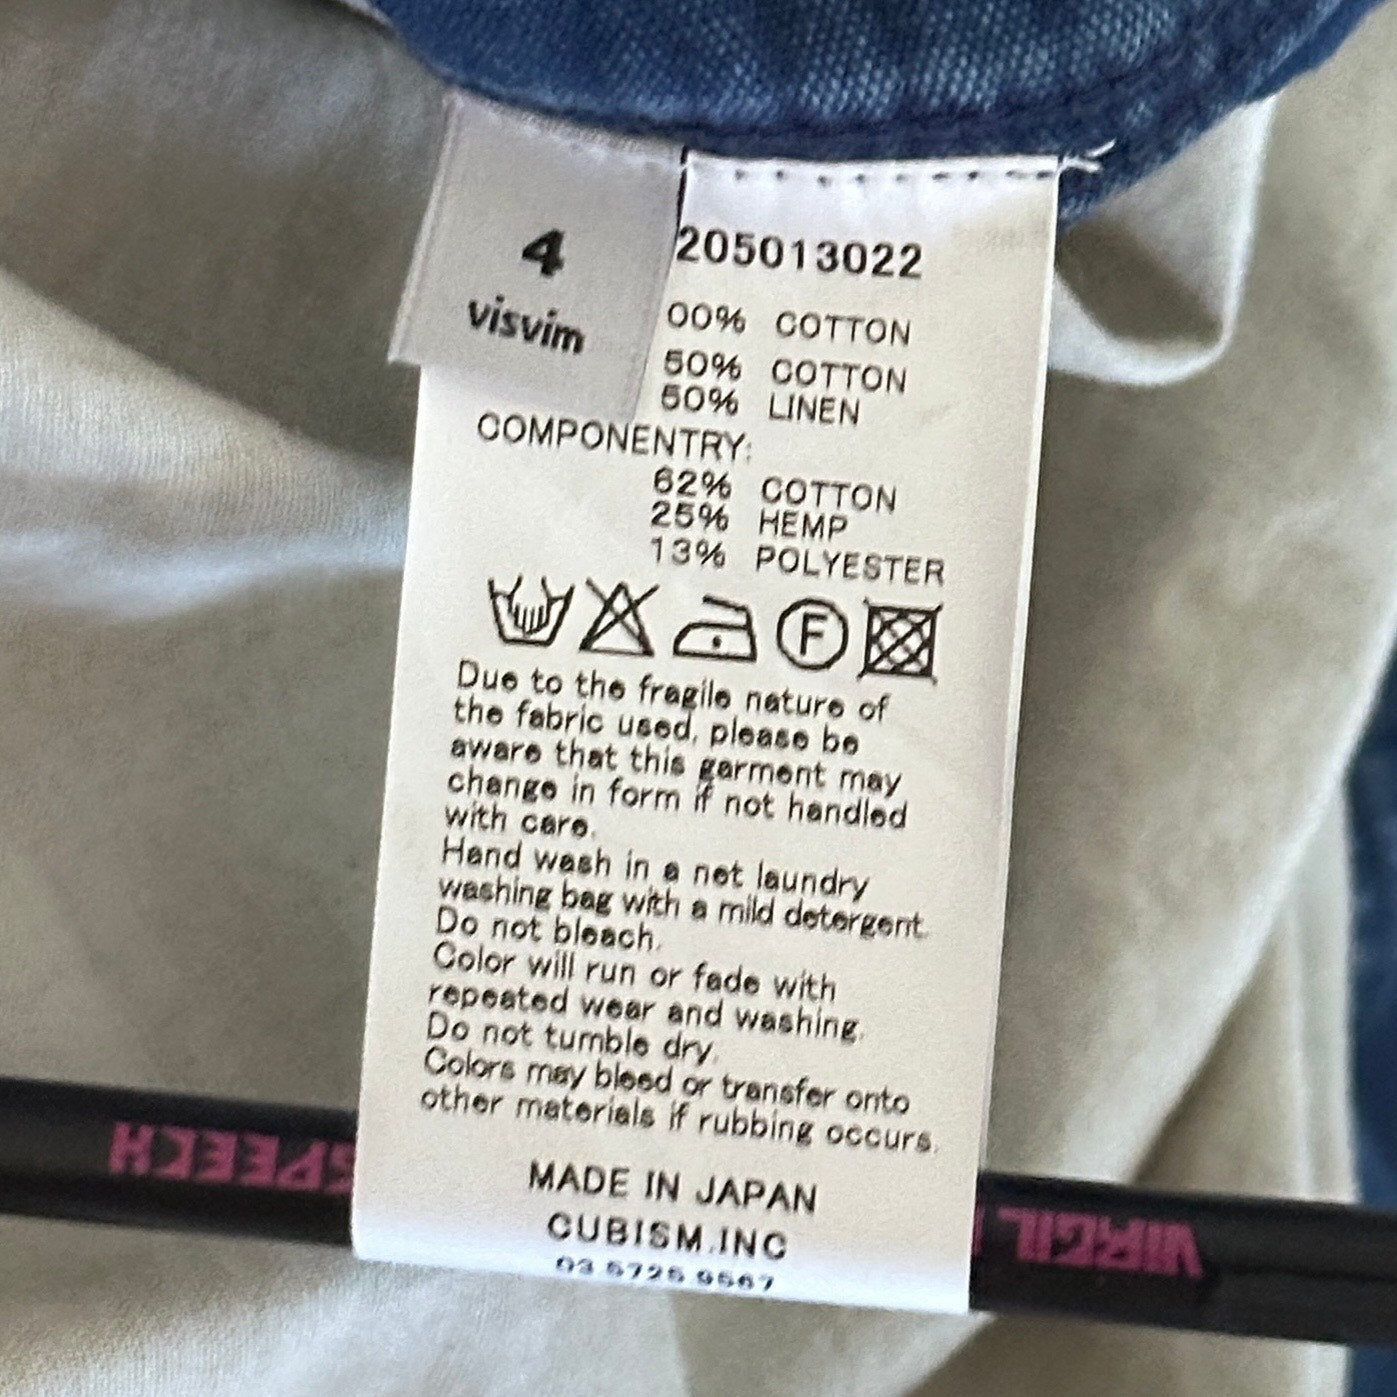 4
visvim
205013022
00% COTTON
50% COTTON
50% LINEN
COMPONENTRY:
62% COTTON
25% HEMP
13% POLYESTER
F
Due to the fragile nature of
the fabric used, please be
aware that this garment may
change in form if not handled
with care.
Hand wash in a net laundry
washing bag with a mild detergent.
Do not bleach.
Color will run or fade with
repeated wear and washing.
Do not tumble dry.
Colors may bleed or transfer onto
other materials if rubbing occurs.
MADE IN JAPAN
CUBISM.INC
03 5725 9567
VIRGIL
SPEECH